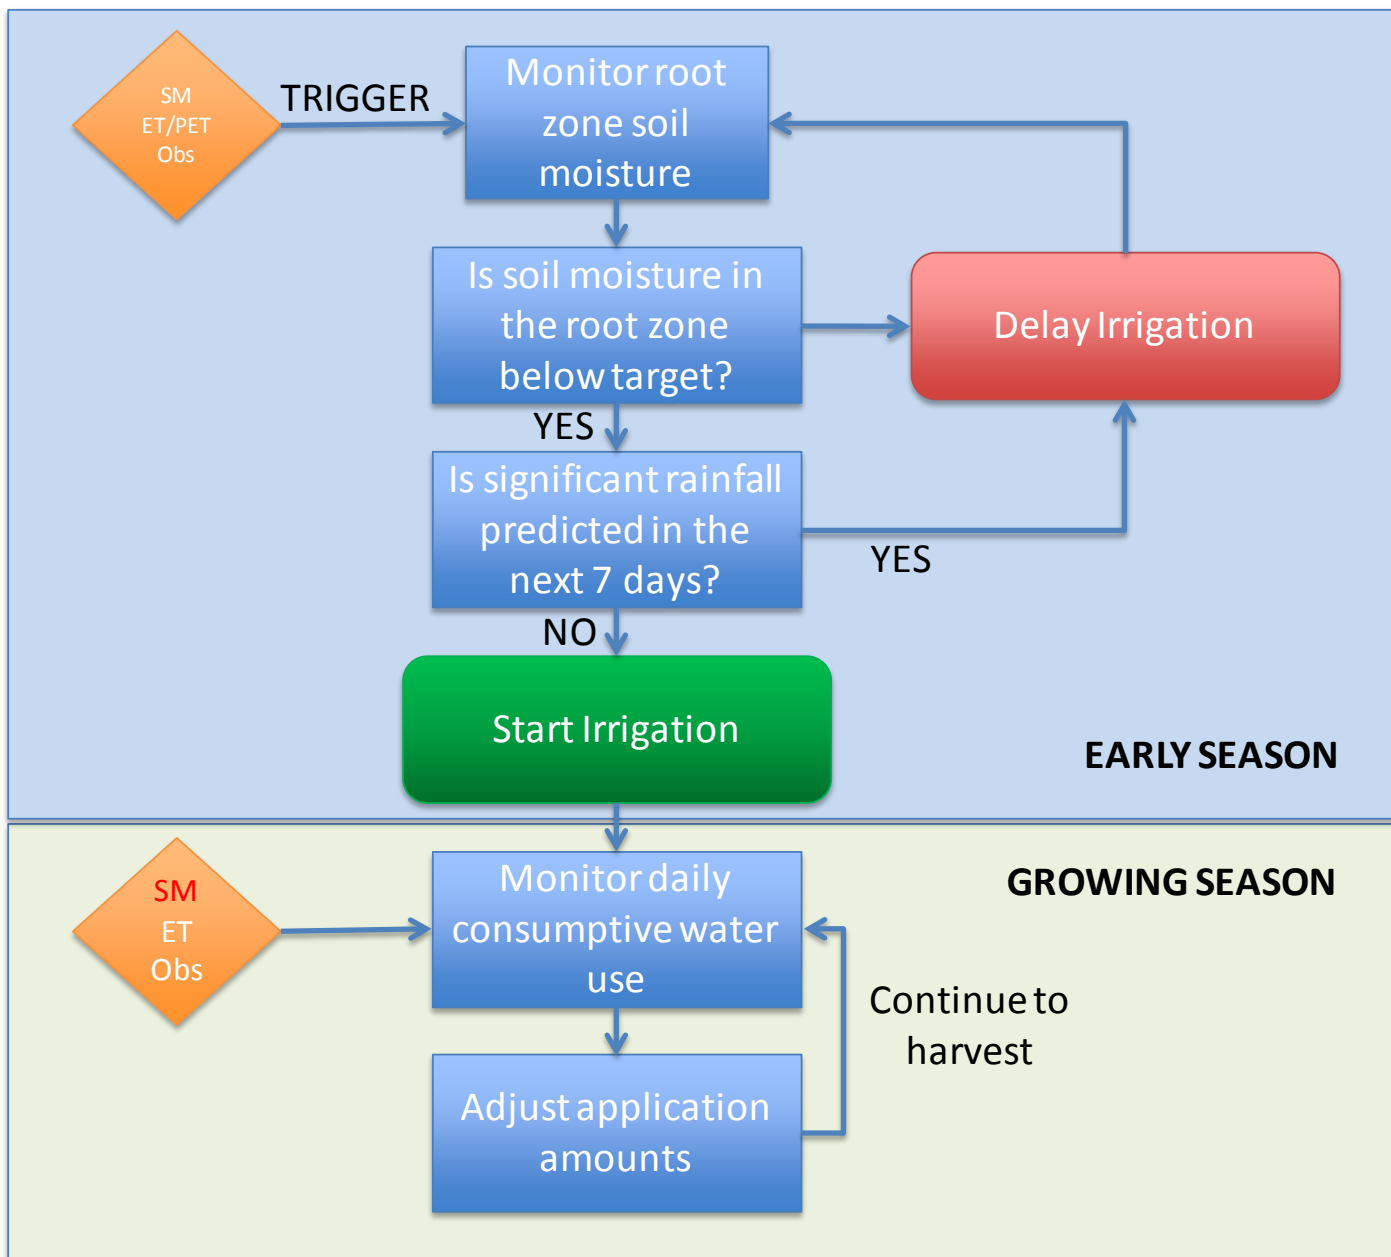 SM
ET/PET
Obs
TRIGGER
Monitor root
zone soil
moisture
Is soil moisture in
the root zone
below target?
Delay Irrigation
YES
Is significant rainfall
predicted in the
next 7 days?
YES
NO
Start Irrigation
EARLY SEASON
GROWING SEASON
SM
ET
Obs
Monitor daily
consumptive water
use
Continue to
harvest
Adjust application
amounts